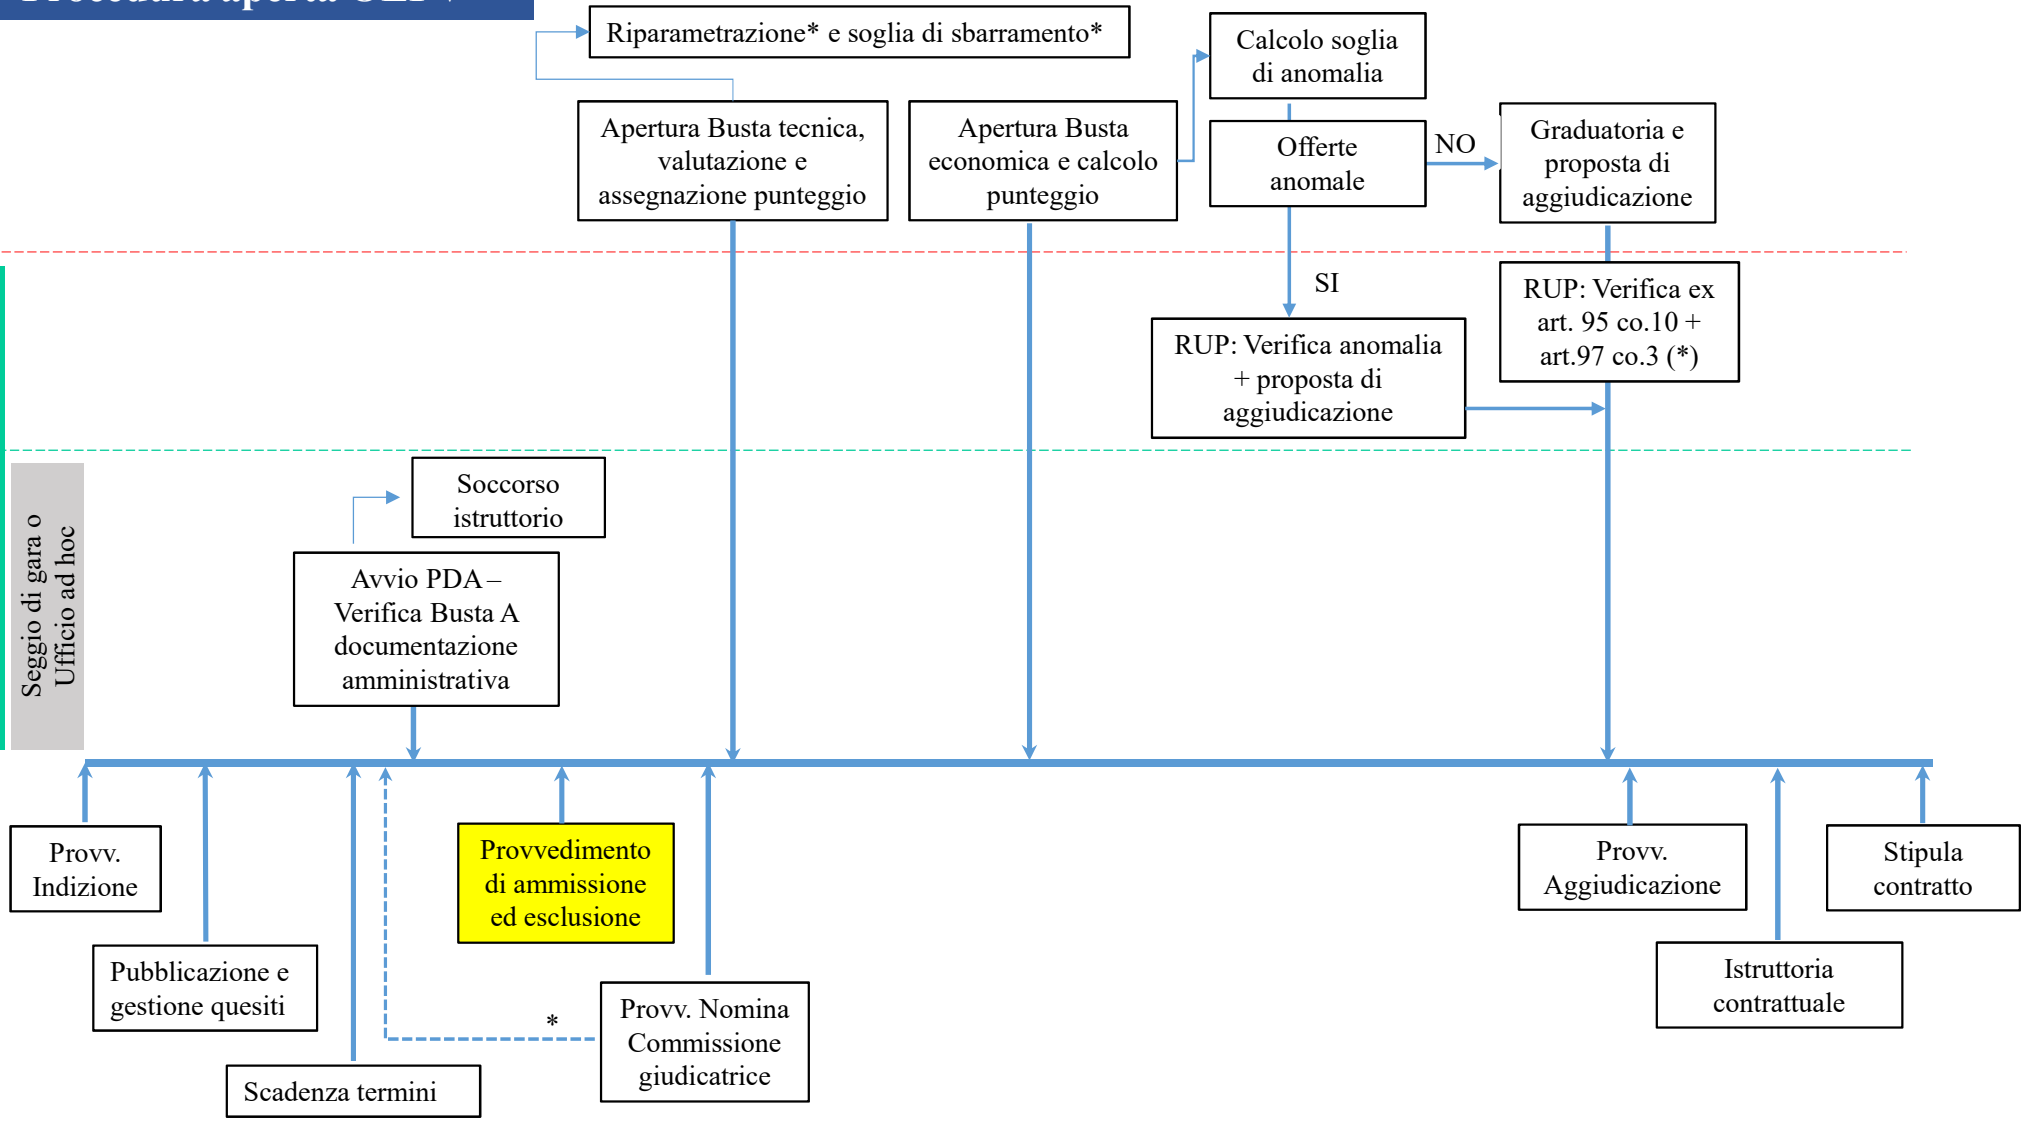 Procedura aperta OEPV
Riparametrazione* e soglia di sbarramento*
Calcolo soglia
di anomalia
Apertura Busta tecnica,
valutazione e
assegnazione punteggio
Apertura Busta
economica e calcolo
punteggio
Offerte
anomale
NO
Graduatoria e
proposta di
aggiudicazione
SI
RUP: Verifica ex
art. 95 co.10 +
art.97 co.3 (*)
RUP: Verifica anomalia
+ proposta di
aggiudicazione
Seggio di gara o
Ufficio ad hoc
Soccorso
istruttorio
Avvio PDA –
Verifica Busta A
documentazione
amministrativa
Provv.
Indizione
Pubblicazione e
gestione quesiti
Scadenza termini
Provvedimento
di ammissione
ed esclusione
*
Provv. Nomina
Commissione
giudicatrice
Provv.
Aggiudicazione
Istruttoria
contrattuale
Stipula
contratto